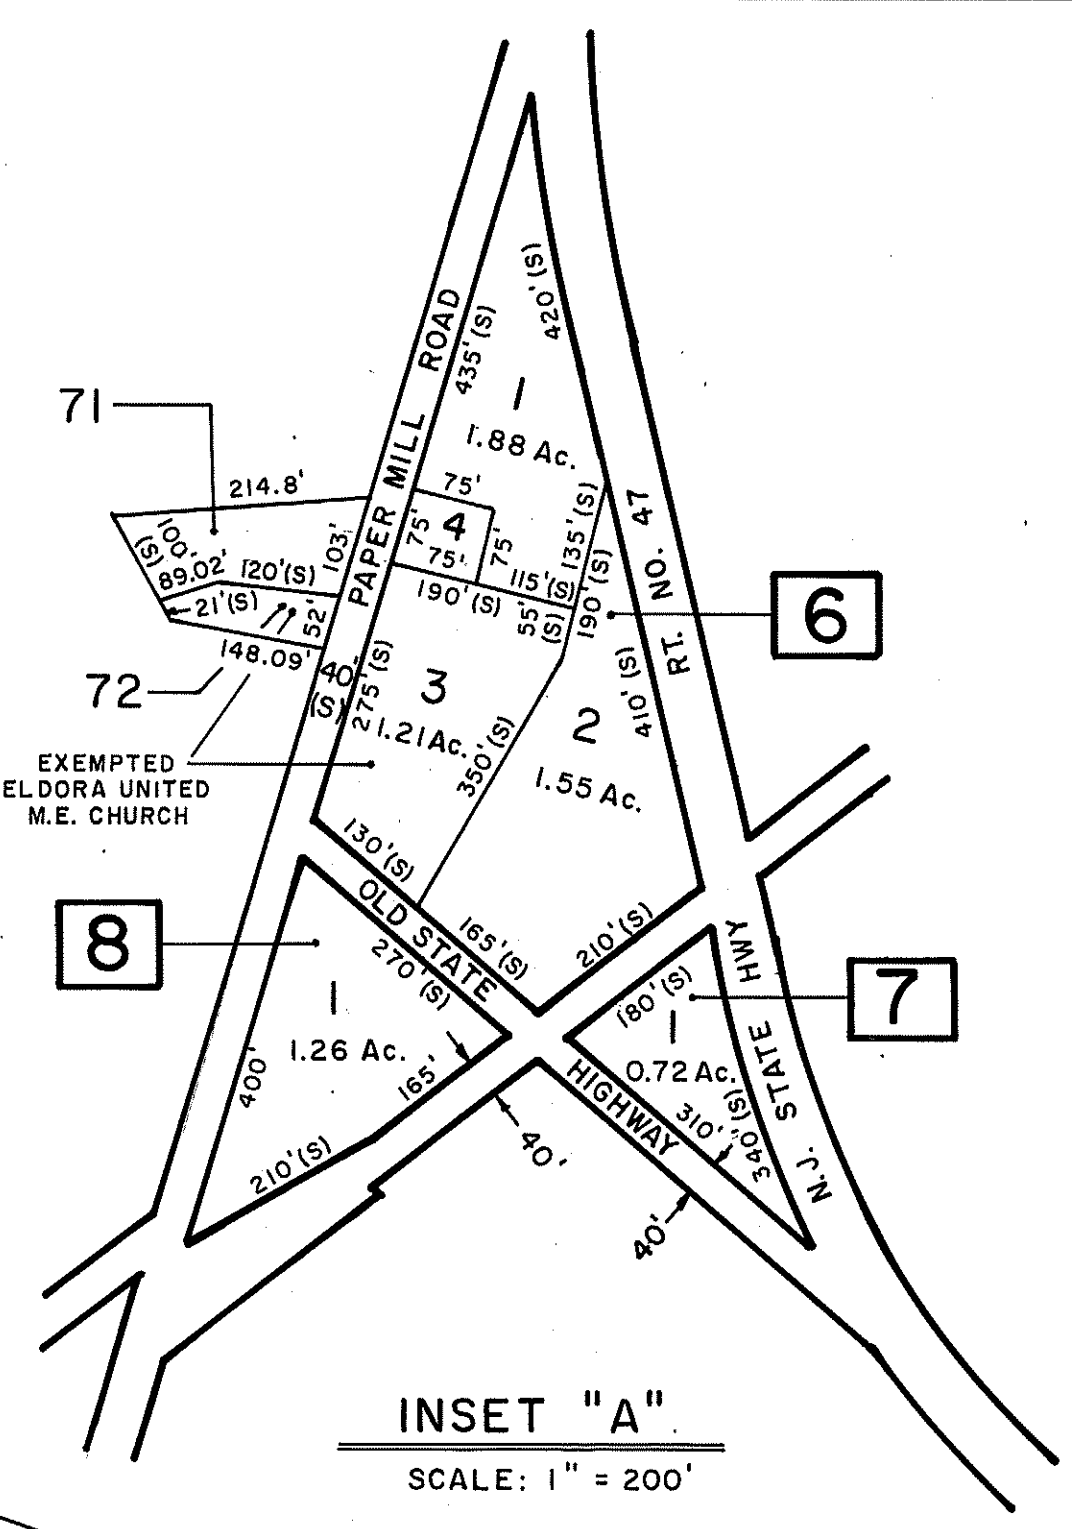 420'(S)
PAPER MILL ROAD
435'(S)
1
1.88 Ac.
71
214.8'
75'
4
75'
75'
75'
135'(S)
RT. NO. 47
100'
(S)
89.02'
120'(S)
103'
115'(S)
190'(S)
190'(S)
6
21'(S)
52'
55'
(S)
148.09'
72
40'
(S)
275'(S)
3
1.21 Ac.
350'(S)
2
1.55 Ac.
410'(S)
EXEMPTED
ELDORA UNITED
M.E. CHURCH
130'(S)
OLD STATE
165'(S)
210'(S)
8
270'(S)
1
1.26 Ac.
400'
165'
210'(S)
180'(S)
7
1
0.72 Ac.
HIGHWAY
310'
340'(S)
N.J. STATE HWY
40'
40'
INSET "A"
SCALE: 1" = 200'